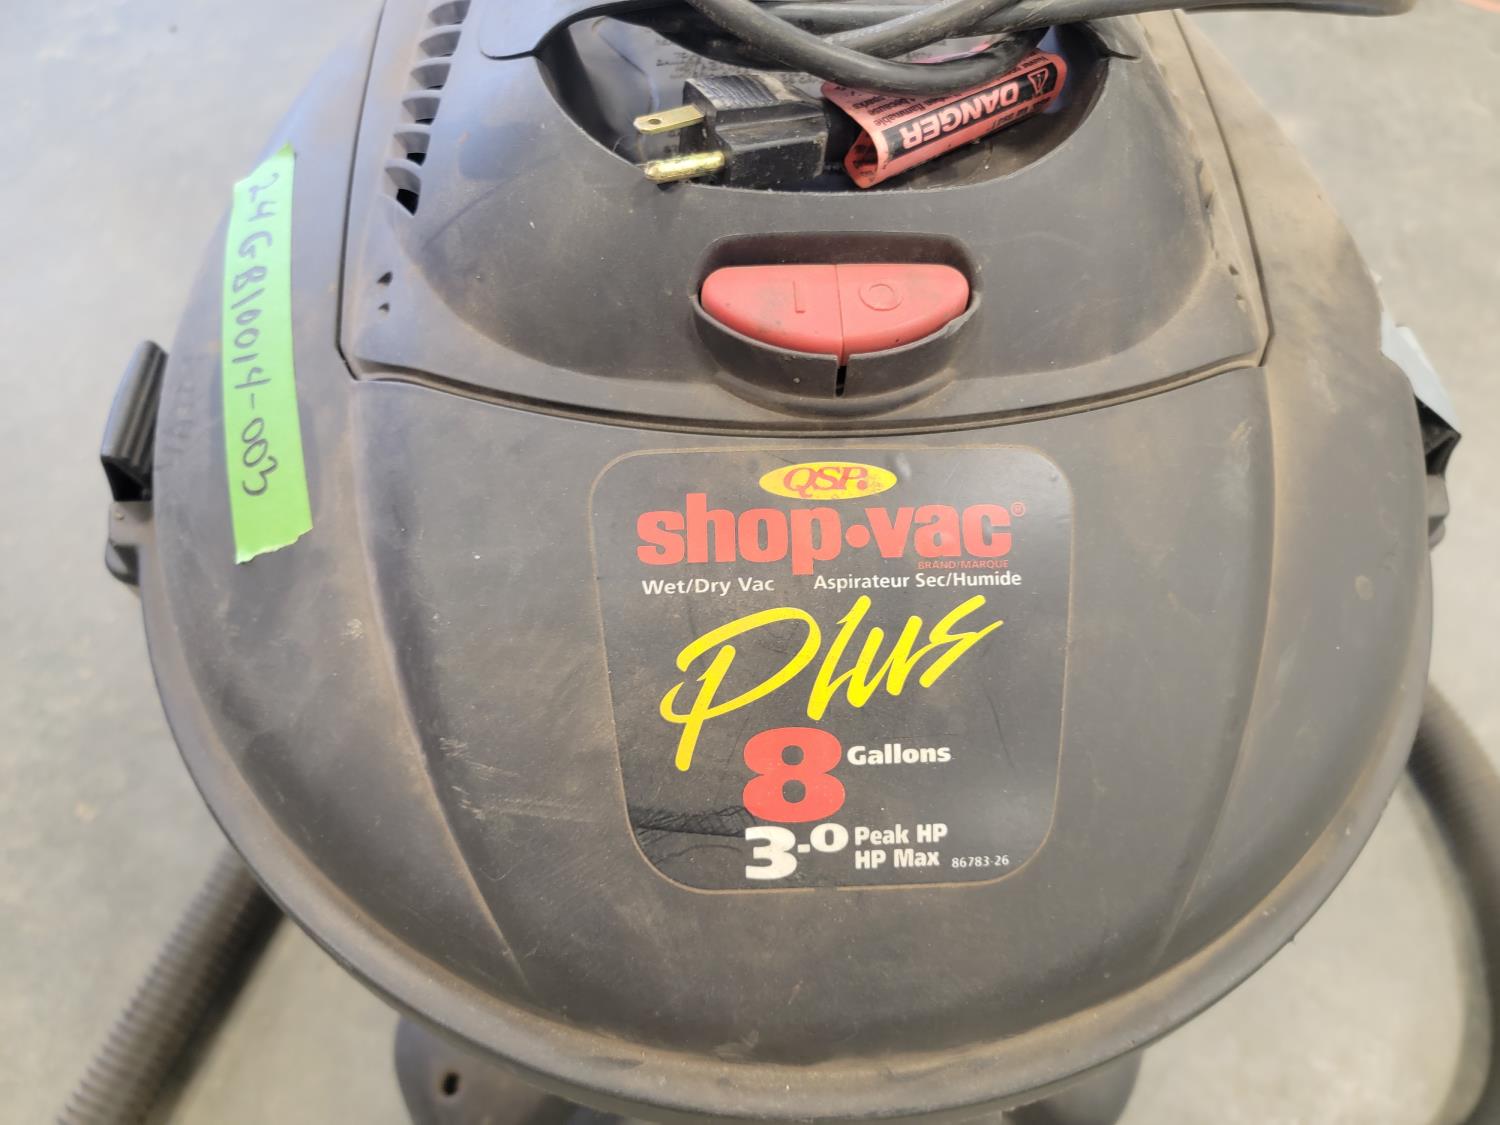 DANGER
24GB10014-003
I O
QSP.
shop·vac®
BRAND/MARQUE
Wet/Dry Vac Aspirateur Sec/Humide
Plus
8 Gallons
3.0 Peak HP
HP Max 86783-26